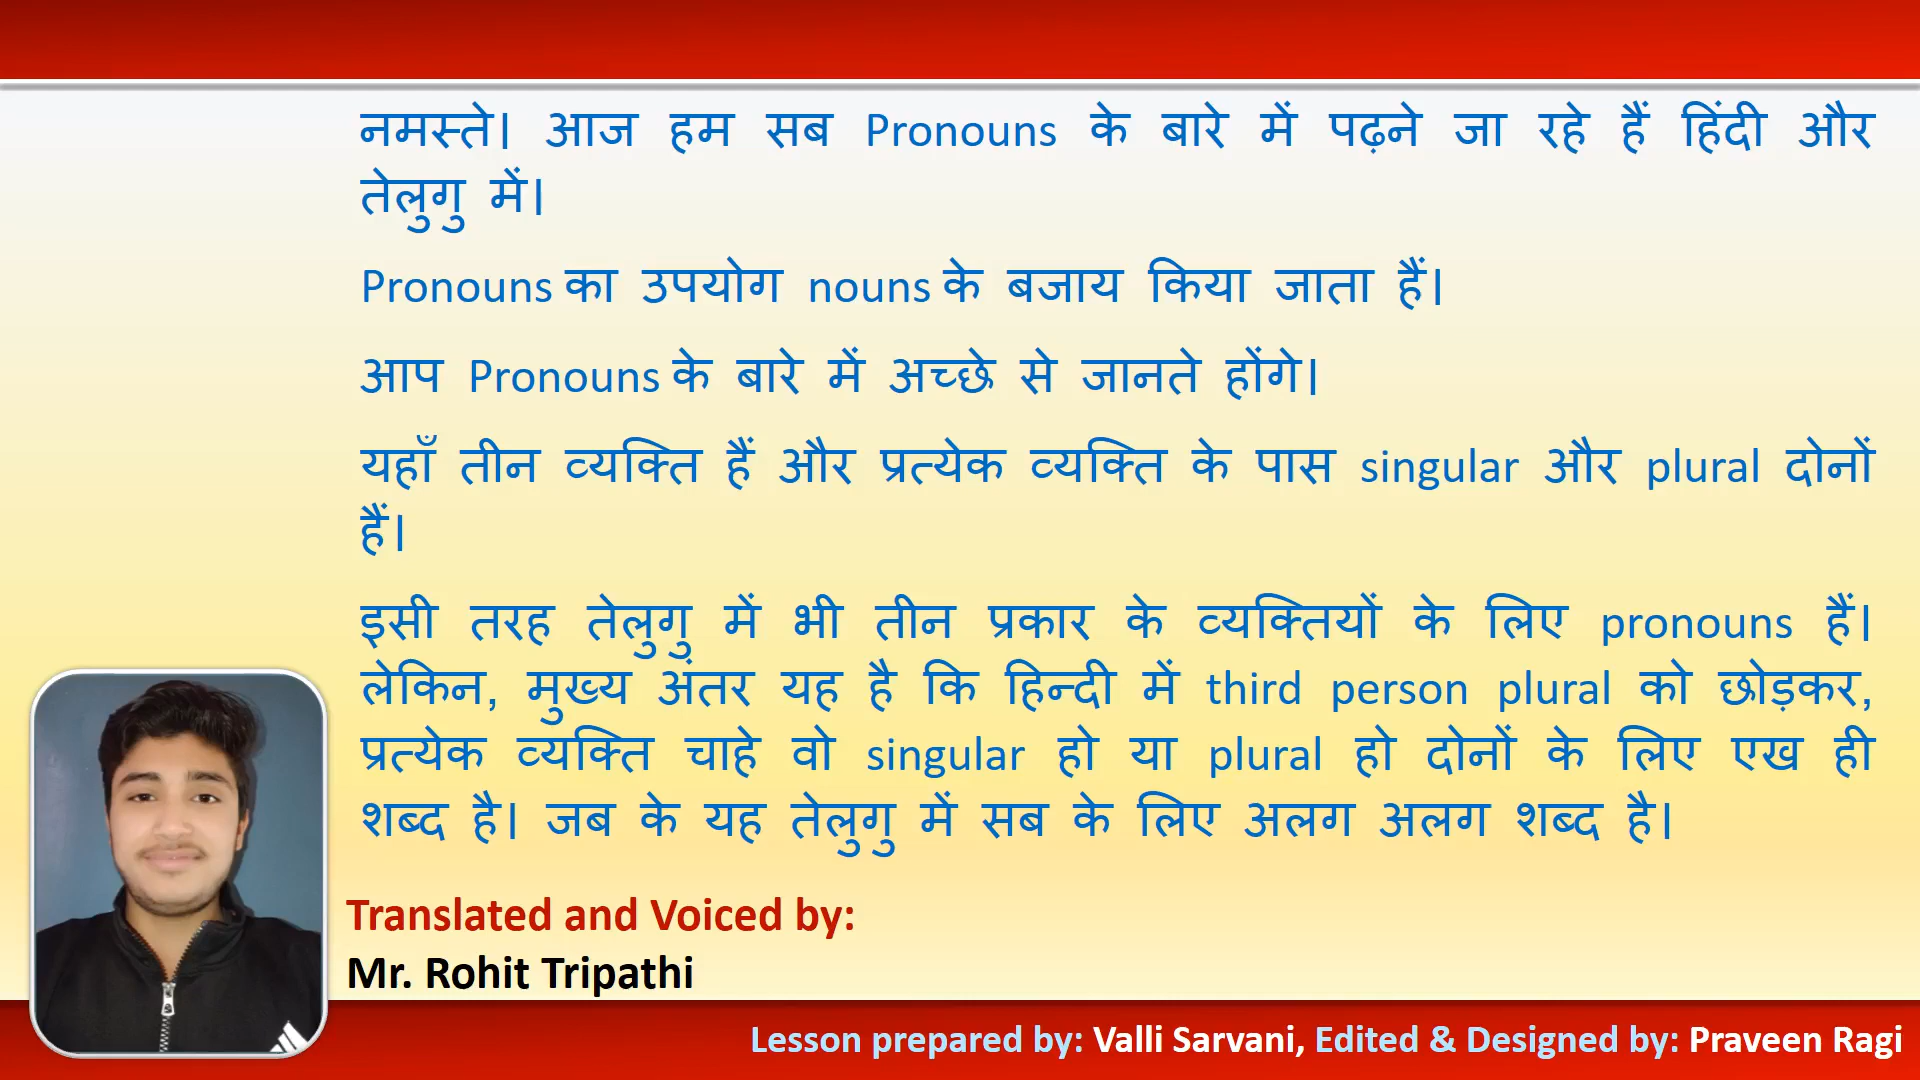 नमस्ते। आज हम सब Pronouns के बारे में पढ़ने जा रहे हैं हिंदी और
तेलुगु में।
Pronouns का उपयोग nouns के बजाय किया जाता हैं।
आप Pronouns के बारे में अच्छे से जानते होंगे।
यहाँ तीन व्यक्ति हैं और प्रत्येक व्यक्ति के पास singular और plural दोनों
हैं।
इसी तरह तेलुगु में भी तीन प्रकार के व्यक्तियों के लिए pronouns हैं।
लेकिन, मुख्य अंतर यह है कि हिन्दी में third person plural को छोड़कर,
प्रत्येक व्यक्ति चाहे वो singular हो या plural हो दोनों के लिए एख ही
शब्द है। जब के यह तेलुगु में सब के लिए अलग अलग शब्द है।
Translated and Voiced by:
Mr. Rohit Tripathi
Lesson prepared by: Valli Sarvani, Edited & Designed by: Praveen Ragi